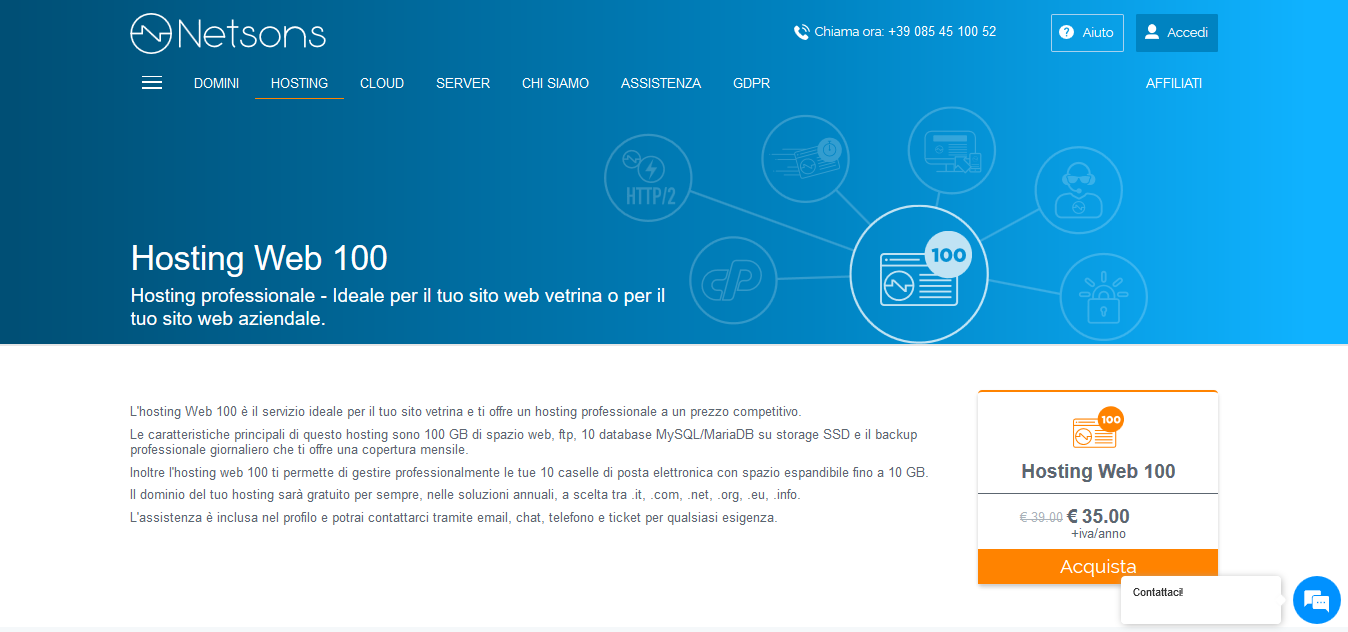 Netsons
Chiama ora: +39 085 45 100 52
Aiuto
Accedi
DOMINI
HOSTING
CLOUD
SERVER
CHI SIAMO
ASSISTENZA
GDPR
AFFILIATI
HTTP/2
cP
100
Hosting Web 100
Hosting professionale - Ideale per il tuo sito web vetrina o per il
tuo sito web aziendale.
L'hosting Web 100 è il servizio ideale per il tuo sito vetrina e ti offre un hosting professionale a un prezzo competitivo.
Le caratteristiche principali di questo hosting sono 100 GB di spazio web, ftp, 10 database MySQL/MariaDB su storage SSD e il backup
professionale giornaliero che ti offre una copertura mensile.
Inoltre l'hosting web 100 ti permette di gestire professionalmente le tue 10 caselle di posta elettronica con spazio espandibile fino a 10 GB.
Il dominio del tuo hosting sarà gratuito per sempre, nelle soluzioni annuali, a scelta tra .it, .com, .net, .org, .eu, .info.
L'assistenza è inclusa nel profilo e potrai contattarci tramite email, chat, telefono e ticket per qualsiasi esigenza.
100
Hosting Web 100
€ 39.00 € 35.00
+iva/anno
Acquista
Contattaci!